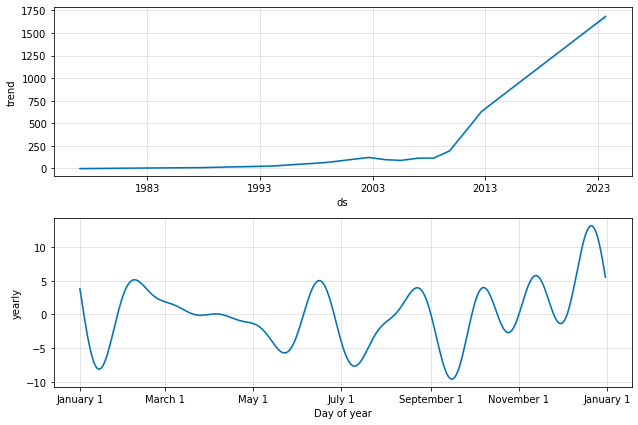 1750
1500
1250
1000
750
500
250
0
trend
1983 1993 2003 2013 2023
ds
10
5
0
−5
−10
yearly
January 1 March 1 May 1 July 1 September 1 November 1 January 1
Day of year